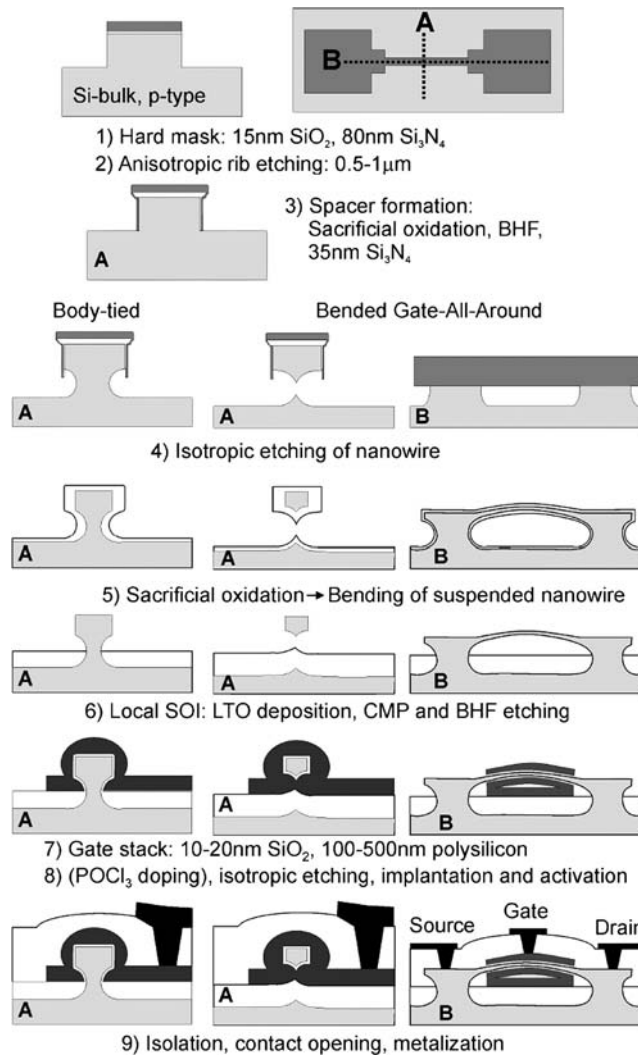 A
B
Si-bulk, p-type
1) Hard mask: 15nm SiO₂, 80nm Si₃N₄
2) Anisotropic rib etching: 0.5-1µm
3) Spacer formation:
Sacrificial oxidation, BHF,
35nm Si₃N₄
A
Body-tied
Bended Gate-All-Around
A
A
B
4) Isotropic etching of nanowire
A
A
B
5) Sacrificial oxidation→Bending of suspended nanowire
A
A
B
6) Local SOI: LTO deposition, CMP and BHF etching
A
A
B
7) Gate stack: 10-20nm SiO₂, 100-500nm polysilicon
8) (POCl₃ doping), isotropic etching, implantation and activation
Source
Gate
Drain
A
A
B
9) Isolation, contact opening, metalization